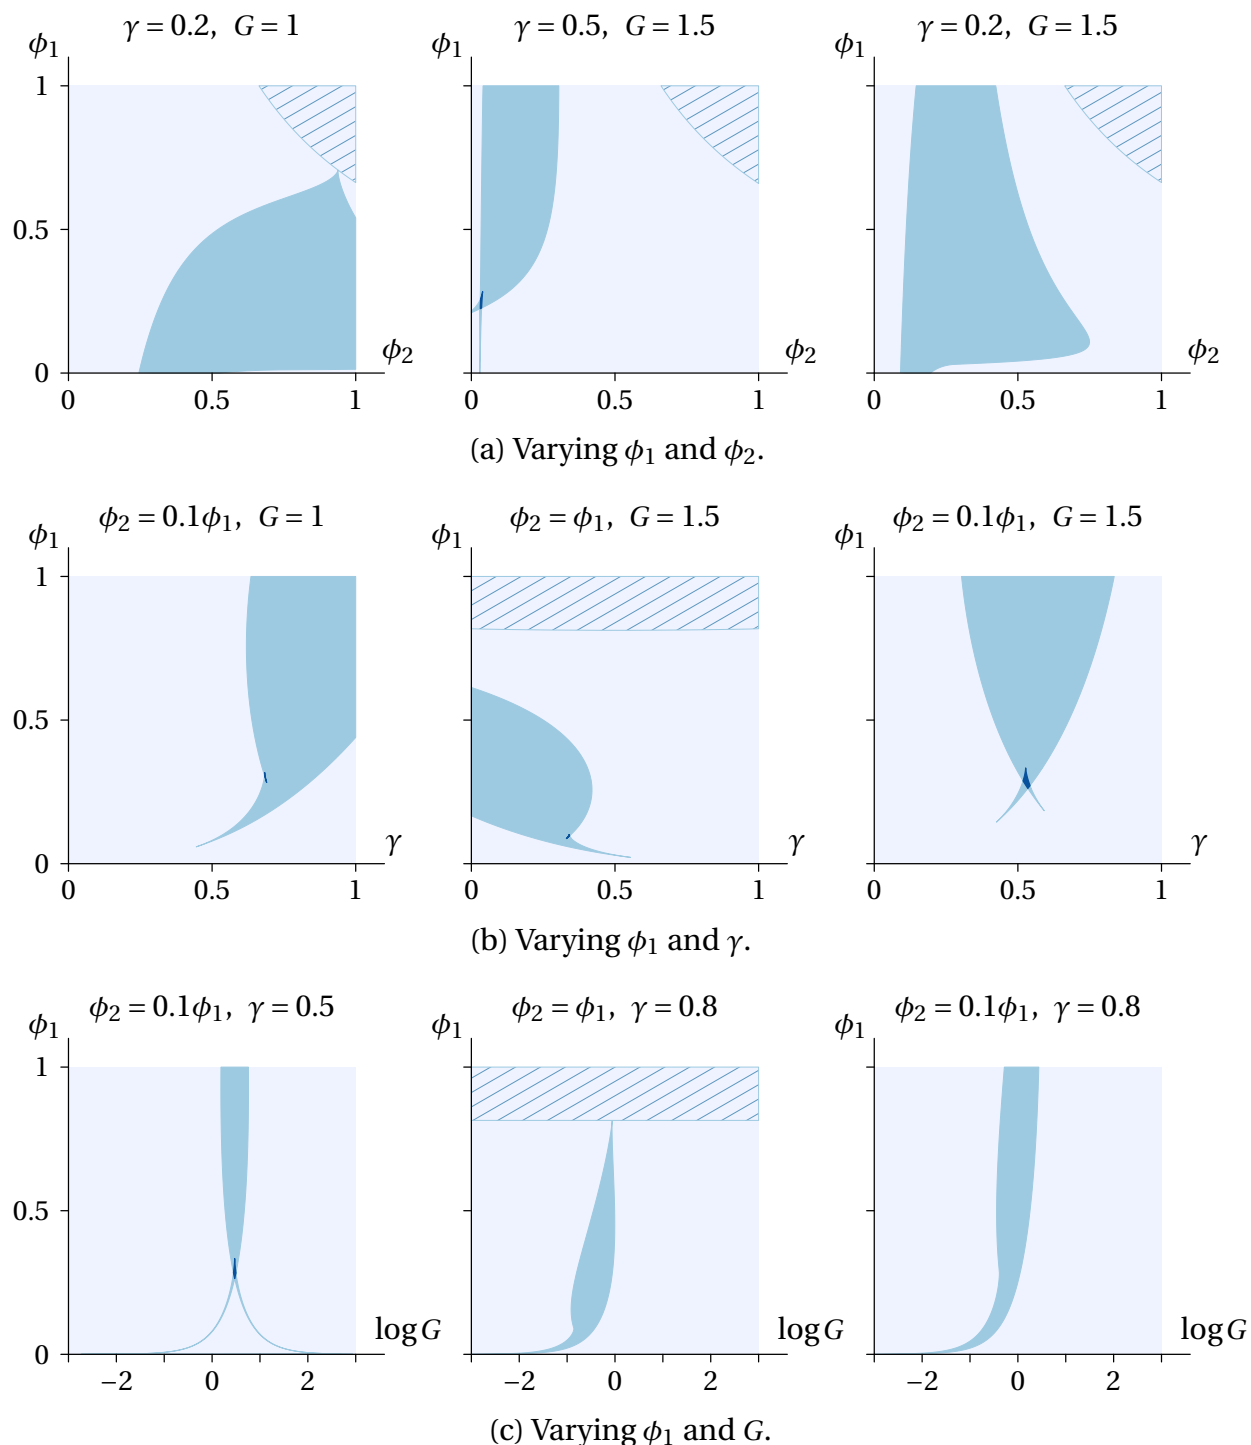 γ = 0.2, G = 1
γ = 0.5, G = 1.5
γ = 0.2, G = 1.5
ϕ1 ϕ1 ϕ1
1
0.5
0
ϕ2 ϕ2 ϕ2
0 0.5 1 0 0.5 1 0 0.5 1
(a) Varying ϕ1 and ϕ2.
ϕ2 = 0.1ϕ1, G = 1
ϕ2 = ϕ1, G = 1.5
ϕ2 = 0.1ϕ1, G = 1.5
ϕ1 ϕ1 ϕ1
1
0.5
0
γ γ γ
0 0.5 1 0 0.5 1 0 0.5 1
(b) Varying ϕ1 and γ.
ϕ2 = 0.1ϕ1, γ = 0.5
ϕ2 = ϕ1, γ = 0.8
ϕ2 = 0.1ϕ1, γ = 0.8
ϕ1 ϕ1 ϕ1
1
0.5
0
log G log G log G
−2 0 2 −2 0 2 −2 0 2
(c) Varying ϕ1 and G.